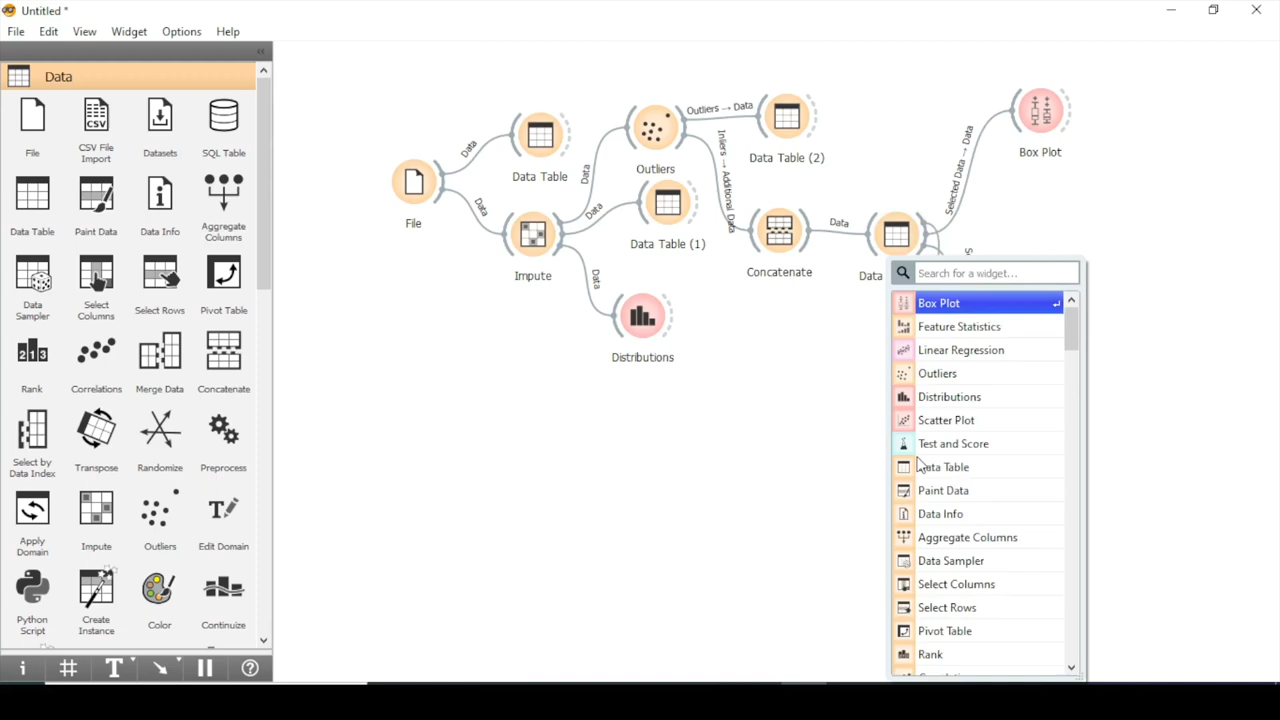 Untitled *
File Edit View Widget Options Help
Data
File
CSV File Import
Datasets
SQL Table
Data Table
Paint Data
Data Info
Aggregate Columns
Data Sampler
Select Columns
Select Rows
Pivot Table
Rank
Correlations
Merge Data
Concatenate
Select by Data Index
Transpose
Randomize
Preprocess
Apply Domain
Impute
Outliers
Edit Domain
Python Script
Create Instance
Color
Continuize
File
Data
Data
Data Table
Impute
Data
Data
Data
Outliers
Data Table (1)
Distributions
Outliers → Data
Inliers → Additional Data
Data Table (2)
Concatenate
Data
Data
Selected Data → Data
Box Plot
Search for a widget...
Box Plot
Feature Statistics
Linear Regression
Outliers
Distributions
Scatter Plot
Test and Score
Data Table
Paint Data
Data Info
Aggregate Columns
Data Sampler
Select Columns
Select Rows
Pivot Table
Rank